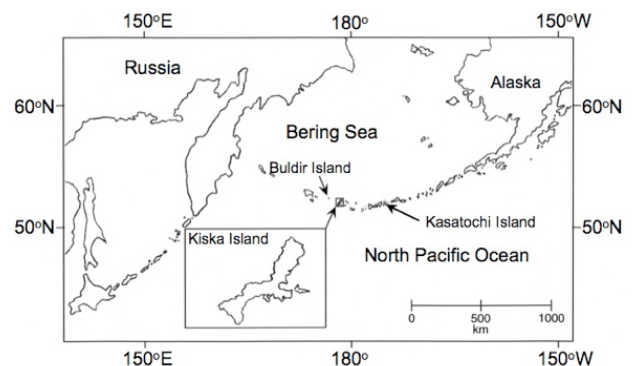 150°E 180° 150°W
Russia
Alaska
60°N 60°N
Bering Sea
Buldir Island
50°N 50°N
Kasatochi Island
Kiska Island
North Pacific Ocean
0 500 1000
km
150°E 180° 150°W